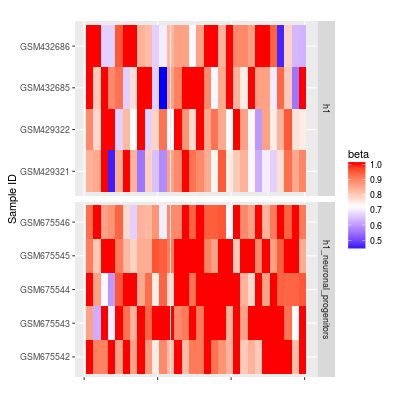 GSM432686
GSM432685
GSM429322
GSM429321
h1
GSM675546
GSM675545
GSM675544
GSM675543
GSM675542
h1_neuronal_progenitors
Sample ID
beta
1.0
0.9
0.8
0.7
0.6
0.5